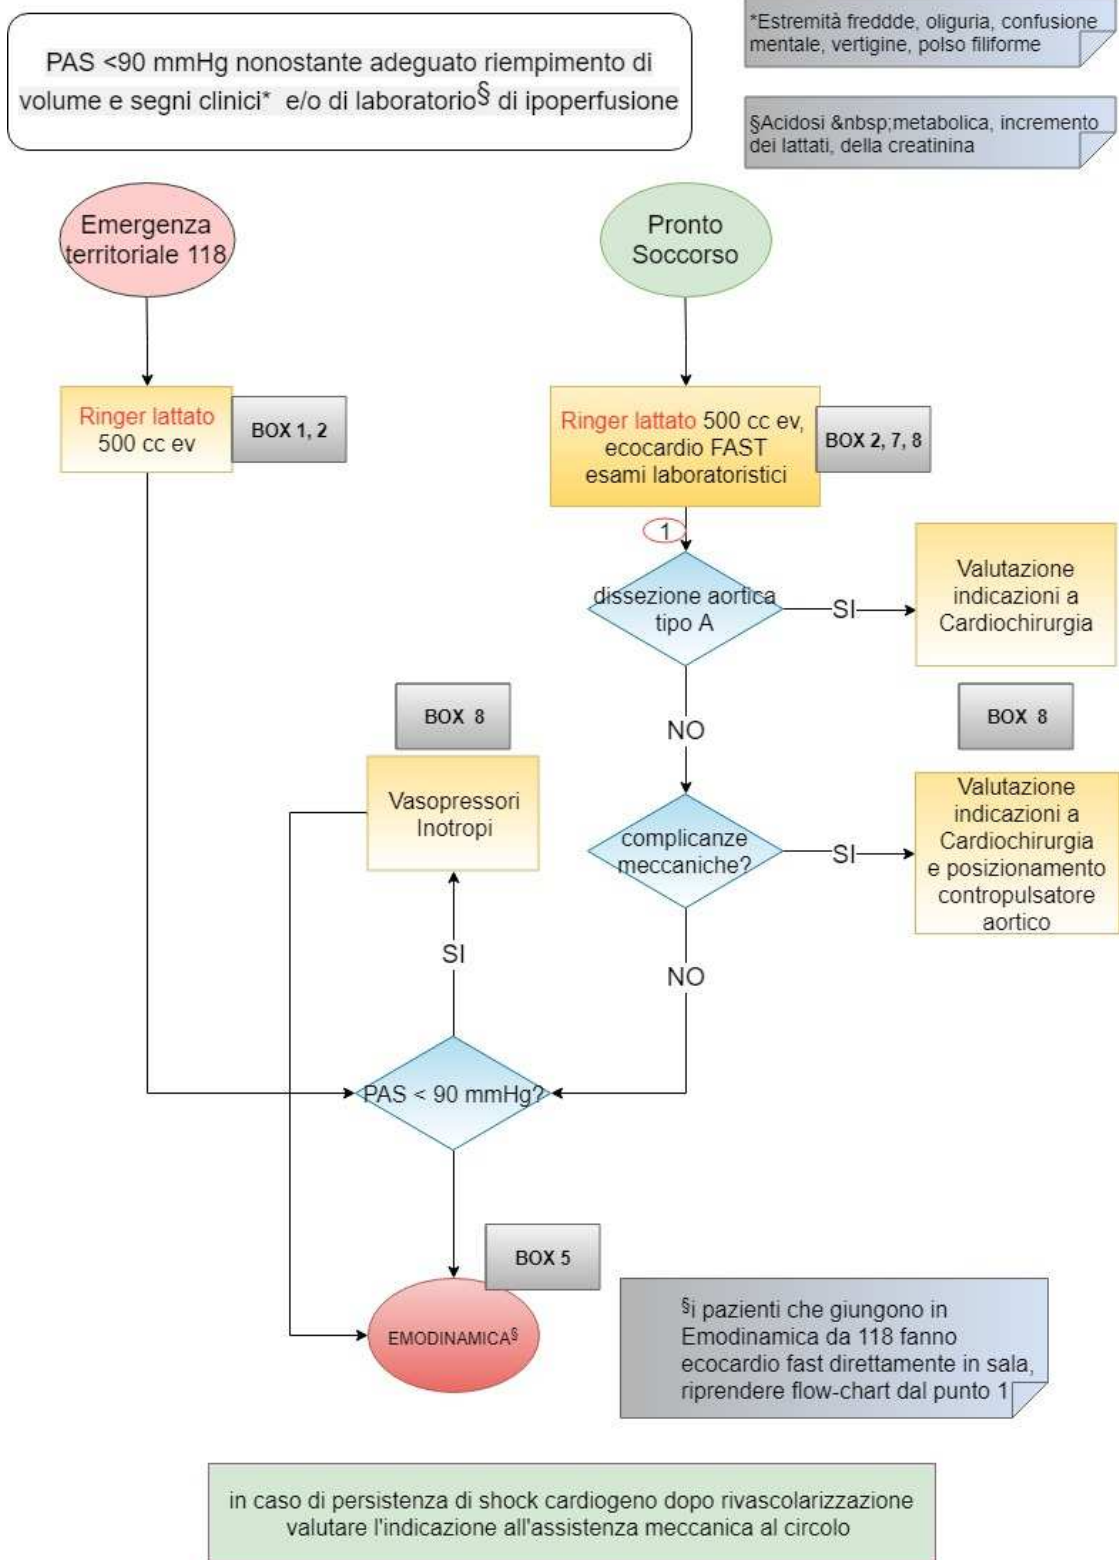 PAS <90 mmHg nonostante adeguato riempimento di
volume e segni clinici* e/o di laboratorio§ di ipoperfusione
*Estremità freddde, oliguria, confusione
mentale, vertigine, polso filiforme
§Acidosi &nbsp;metabolica, incremento
dei lattati, della creatinina
Emergenza
territoriale 118
Pronto
Soccorso
Ringer lattato
500 cc ev
BOX 1, 2
Ringer lattato 500 cc ev,
ecocardio FAST
esami laboratoristici
BOX 2, 7, 8
1
dissezione aortica
tipo A
SI
Valutazione
indicazioni a
Cardiochirurgia
NO
BOX 8
BOX 8
Vasopressori
Inotropi
complicanze
meccaniche?
SI
Valutazione
indicazioni a
Cardiochirurgia
e posizionamento
contropulsatore
aortico
SI
NO
PAS < 90 mmHg?
BOX 5
EMODINAMICA§
§i pazienti che giungono in
Emodinamica da 118 fanno
ecocardio fast direttamente in sala,
riprendere flow-chart dal punto 1
in caso di persistenza di shock cardiogeno dopo rivascolarizzazione
valutare l'indicazione all'assistenza meccanica al circolo